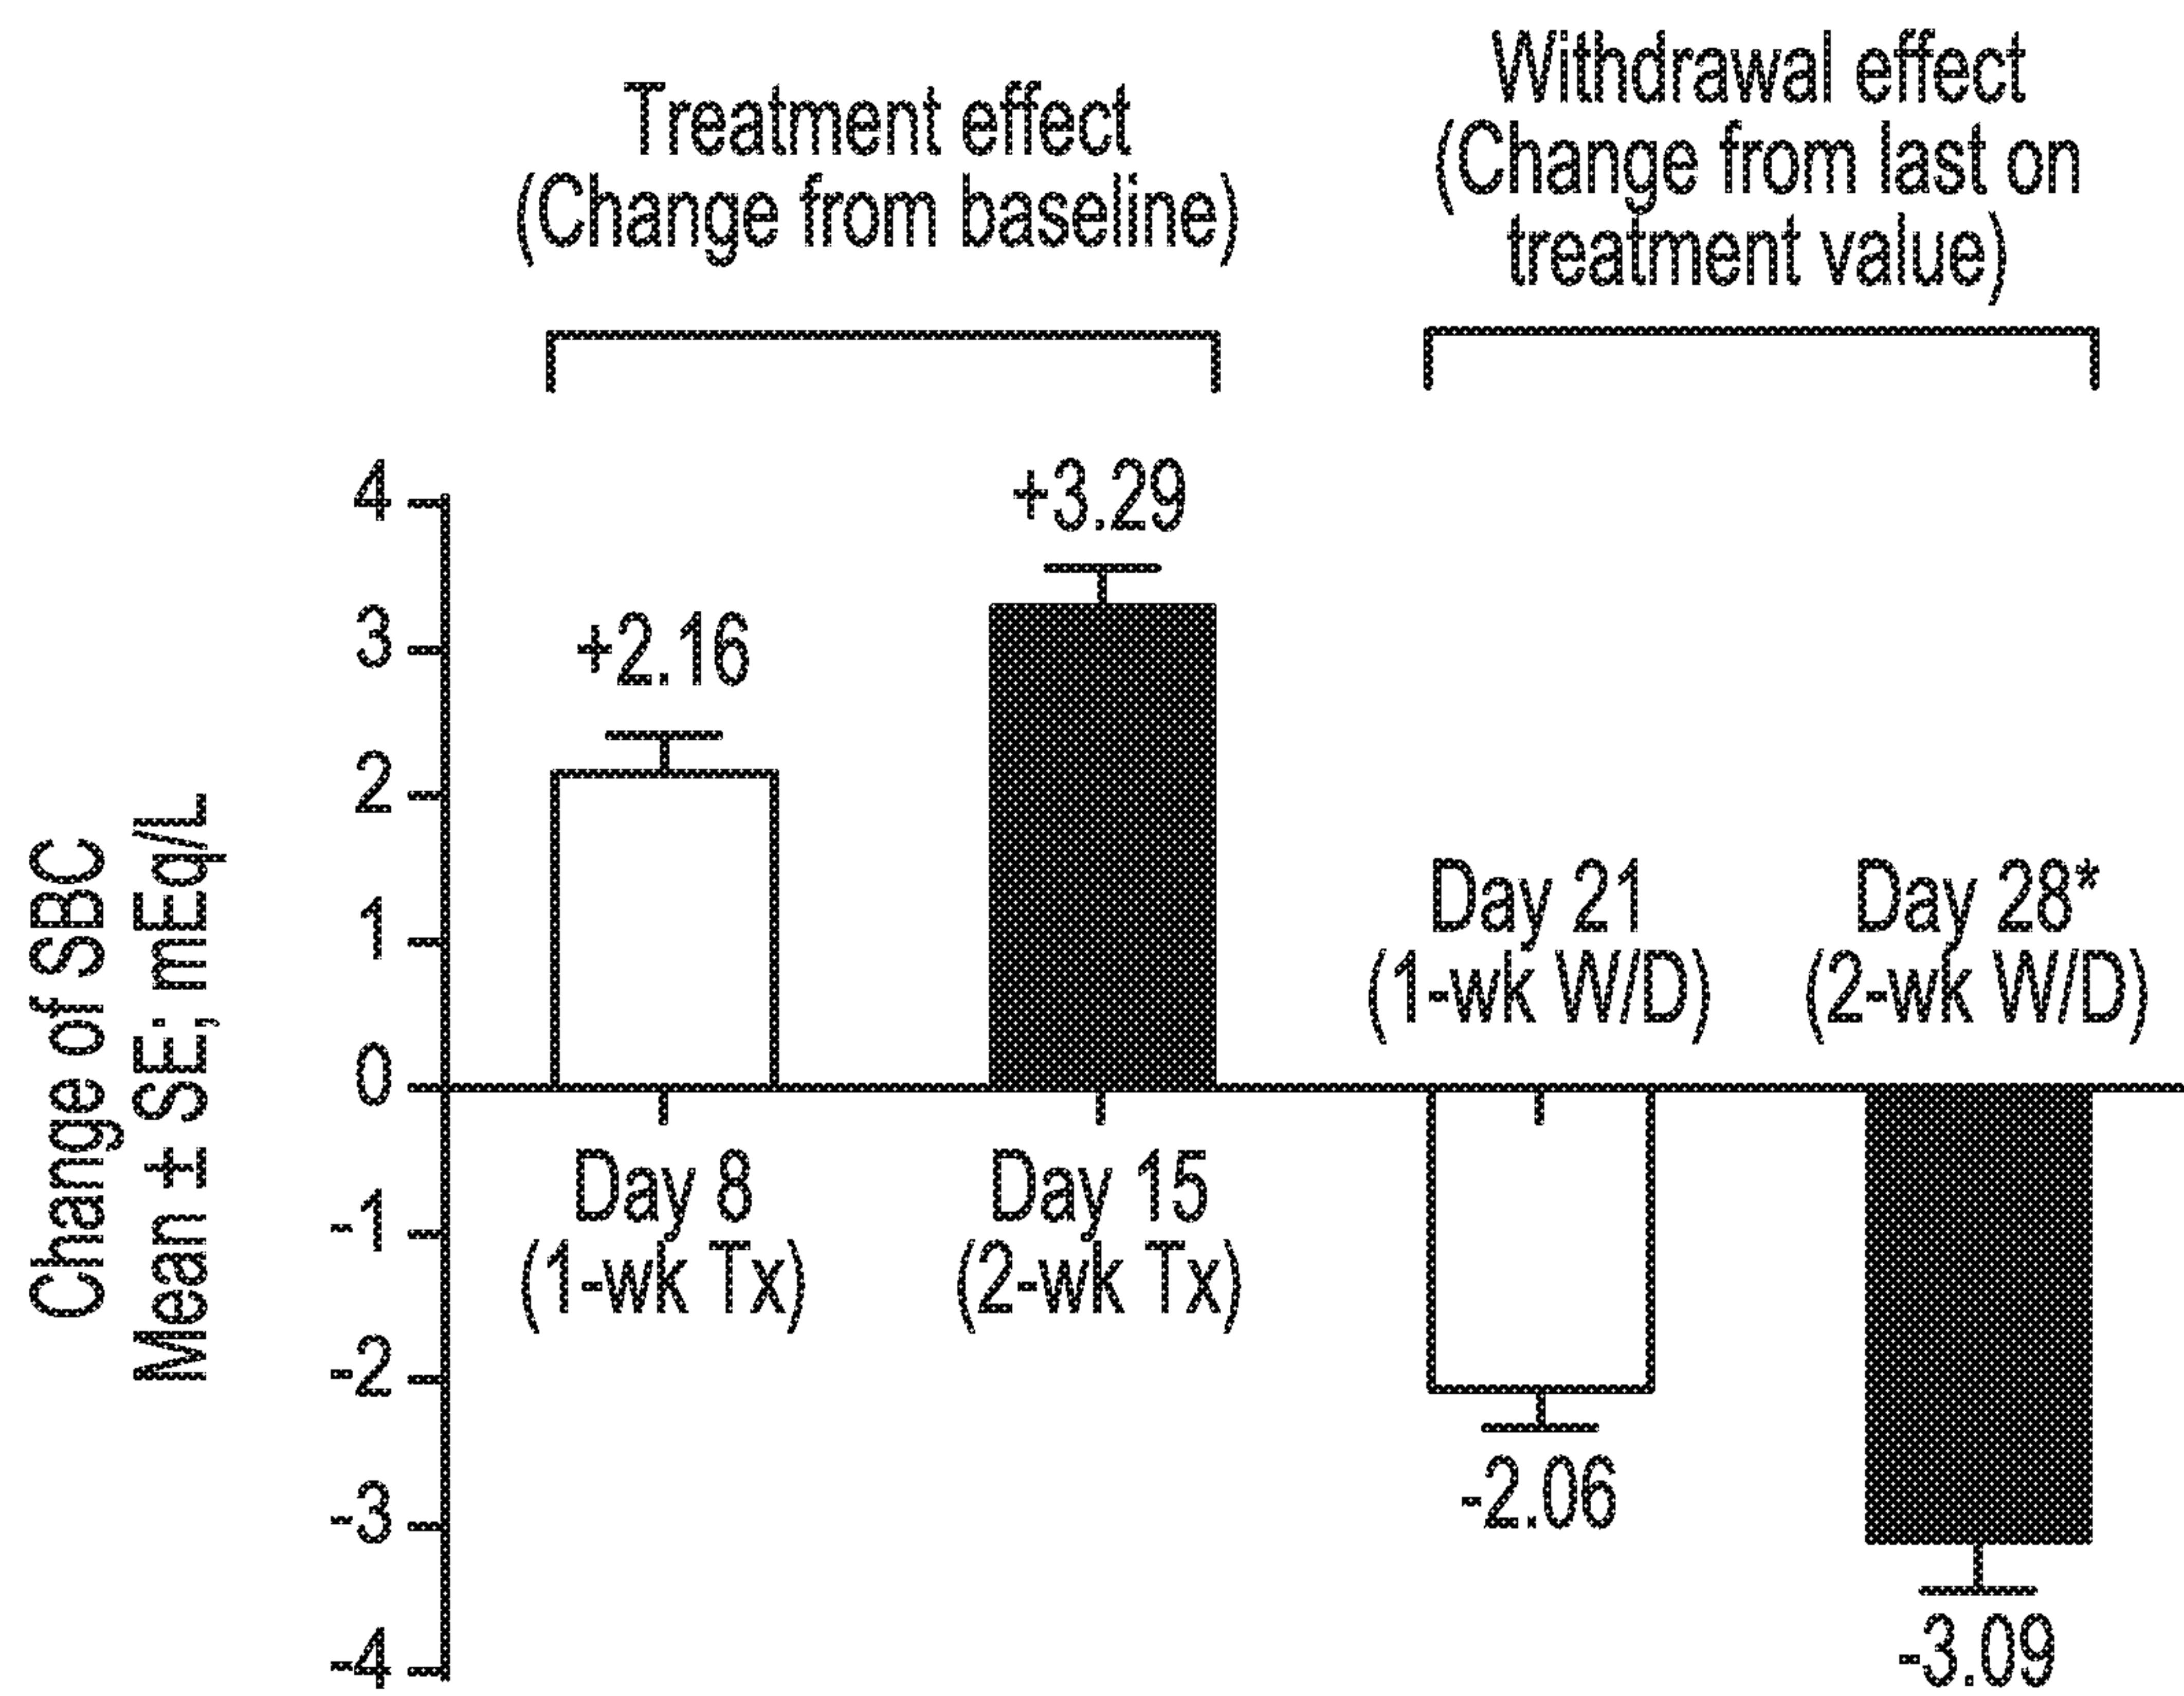 Treatment effect
(Change from baseline)
Withdrawal effect
(Change from last on
treatment value)
Change of SBC
Mean ± SE; mEq/L
4
3
2
1
0
-1
-2
-3
-4
+2.16
+3.29
Day 8
(1-wk Tx)
Day 15
(2-wk Tx)
Day 21
(1-wk W/D)
Day 28*
(2-wk W/D)
-2.06
-3.09